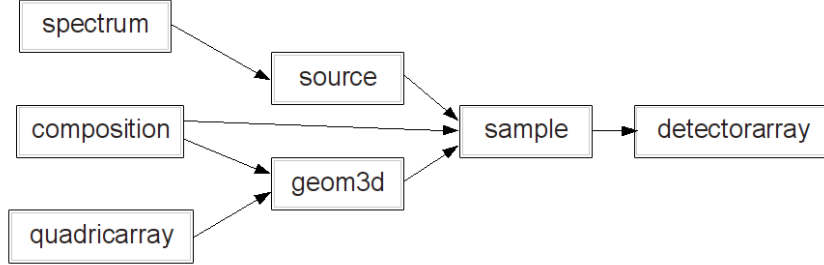 spectrum
source
composition
sample
detectorarray
geom3d
quadricarray